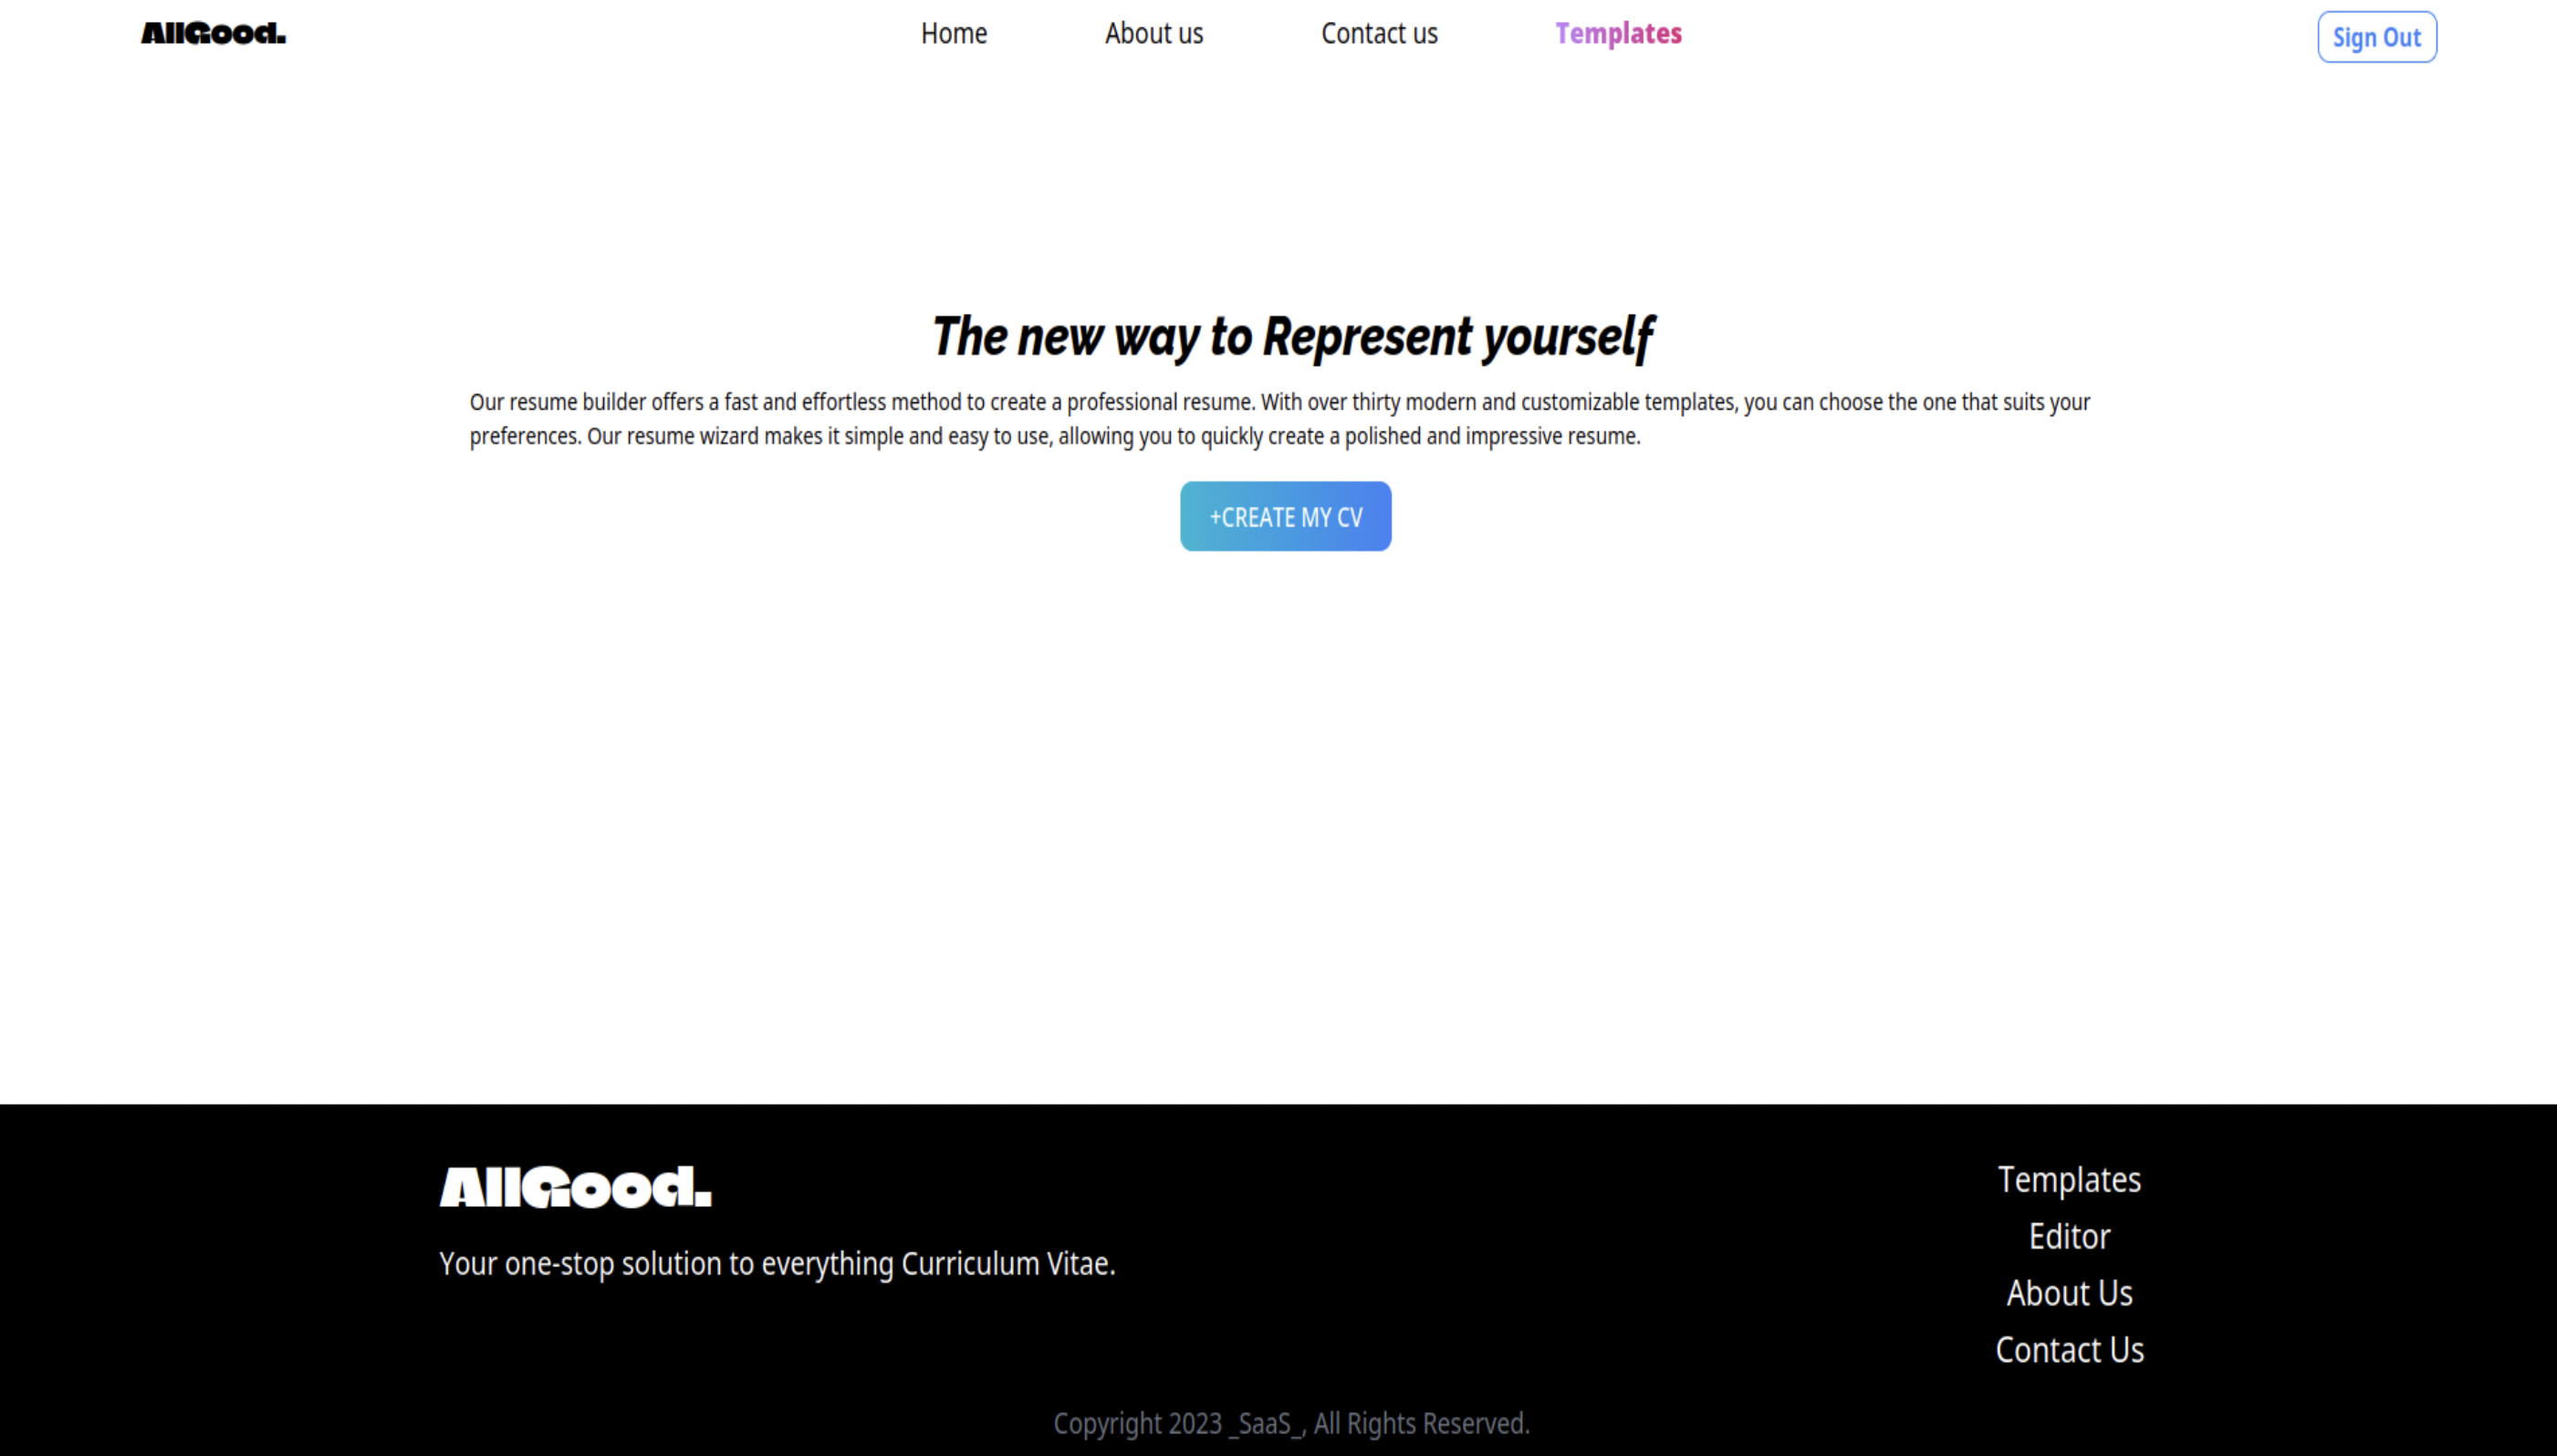 AllGood.
Home
About us
Contact us
Templates
Sign Out
The new way to Represent yourself
Our resume builder offers a fast and effortless method to create a professional resume. With over thirty modern and customizable templates, you can choose the one that suits your
preferences. Our resume wizard makes it simple and easy to use, allowing you to quickly create a polished and impressive resume.
+CREATE MY CV
AllGood.
Your one-stop solution to everything Curriculum Vitae.
Templates
Editor
About Us
Contact Us
Copyright 2023 _SaaS_, All Rights Reserved.